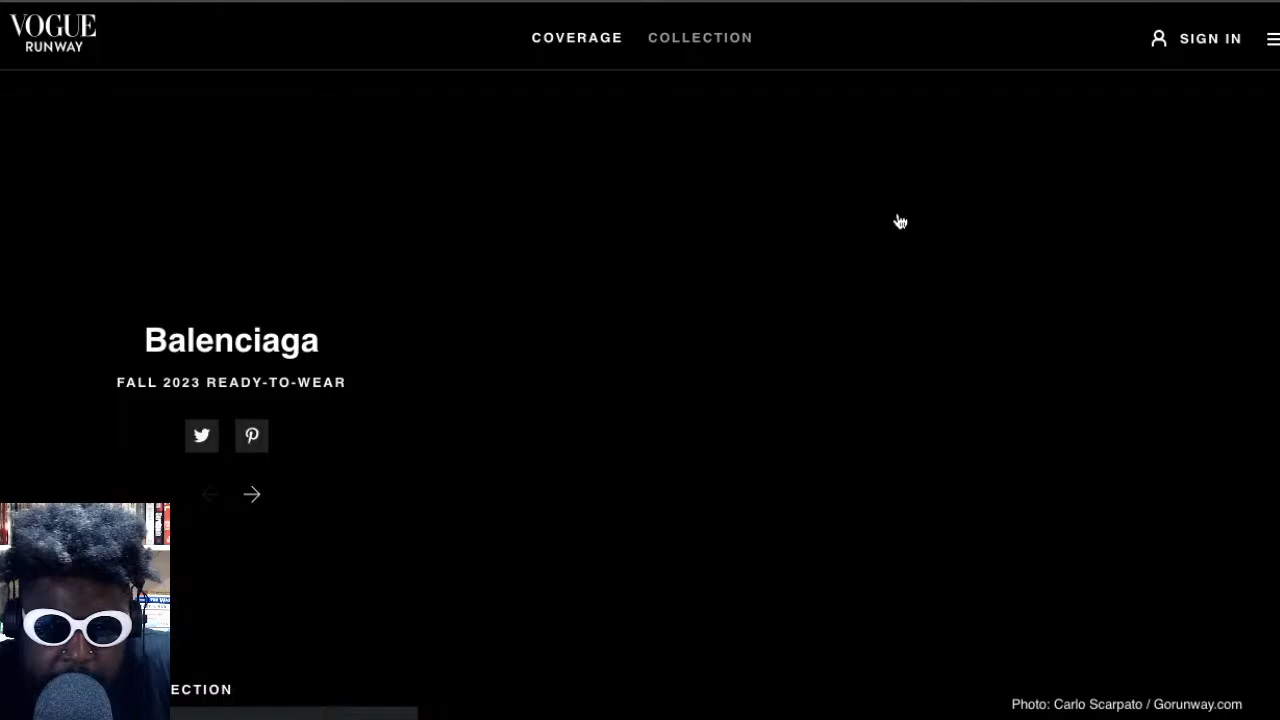 VOGUE
RUNWAY
COVERAGE COLLECTION
SIGN IN
Balenciaga
FALL 2023 READY-TO-WEAR
ECTION
Photo: Carlo Scarpato / Gorunway.com